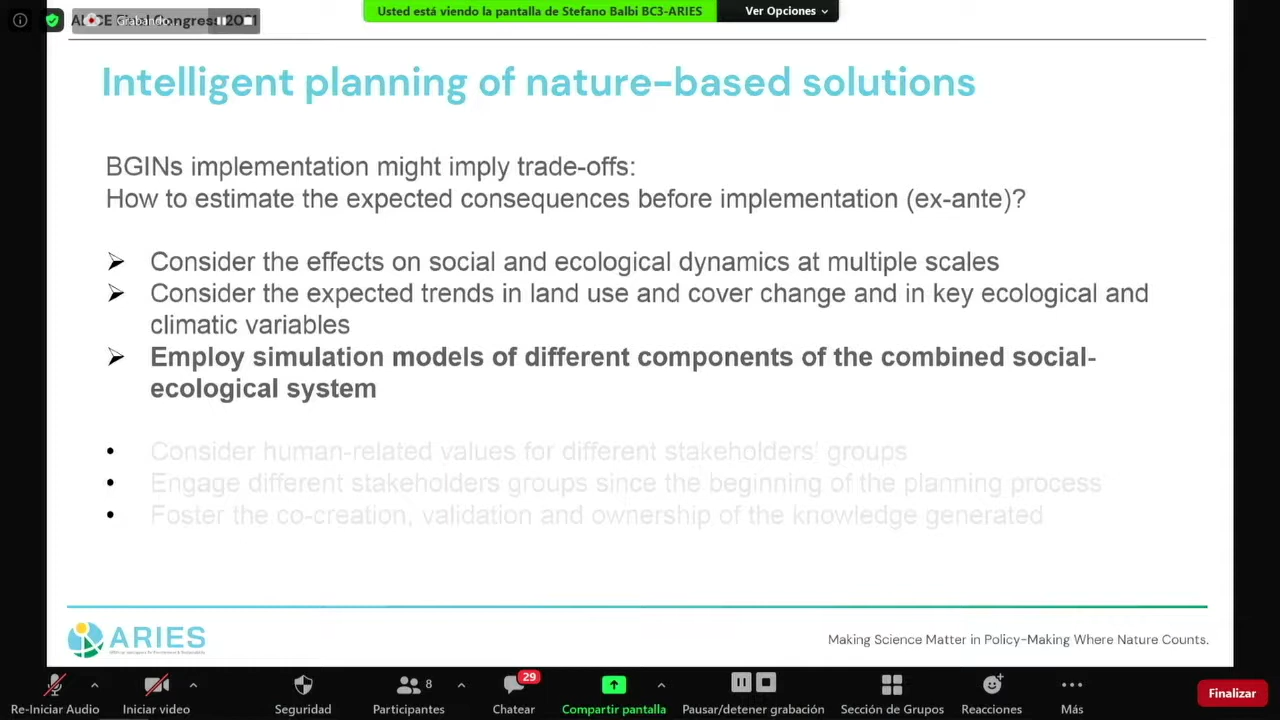 Grabando...
Usted está viendo la pantalla de Stefano Balbi BC3-ARIES
Ver Opciones
Intelligent planning of nature-based solutions
BGINs implementation might imply trade-offs:
How to estimate the expected consequences before implementation (ex-ante)?
Consider the effects on social and ecological dynamics at multiple scales
Consider the expected trends in land use and cover change and in key ecological and
climatic variables
Employ simulation models of different components of the combined social-
ecological system
Consider human-related values for different stakeholders' groups
Engage different stakeholders groups since the beginning of the planning process
Foster the co-creation, validation and ownership of the knowledge generated
ARIES
Making Science Matter in Policy-Making Where Nature Counts.
8
29
Re-Iniciar Audio
Iniciar video
Seguridad
Participantes
Chatear
Compartir pantalla
Pausar/detener grabación
Sección de Grupos
Reacciones
Más
Finalizar